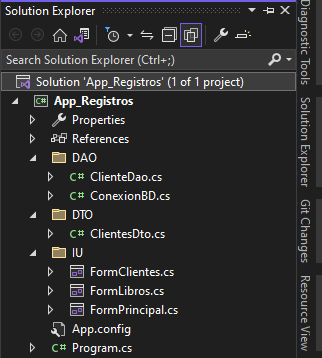 Solution Explorer
Search Solution Explorer (Ctrl+;)
Solution 'App_Registros' (1 of 1 project)
App_Registros
Properties
References
DAO
ClienteDao.cs
ConexionBD.cs
DTO
ClientesDto.cs
IU
FormClientes.cs
FormLibros.cs
FormPrincipal.cs
App.config
Program.cs
Diagnostic Tools
Solution Explorer
Git Changes
Resource View